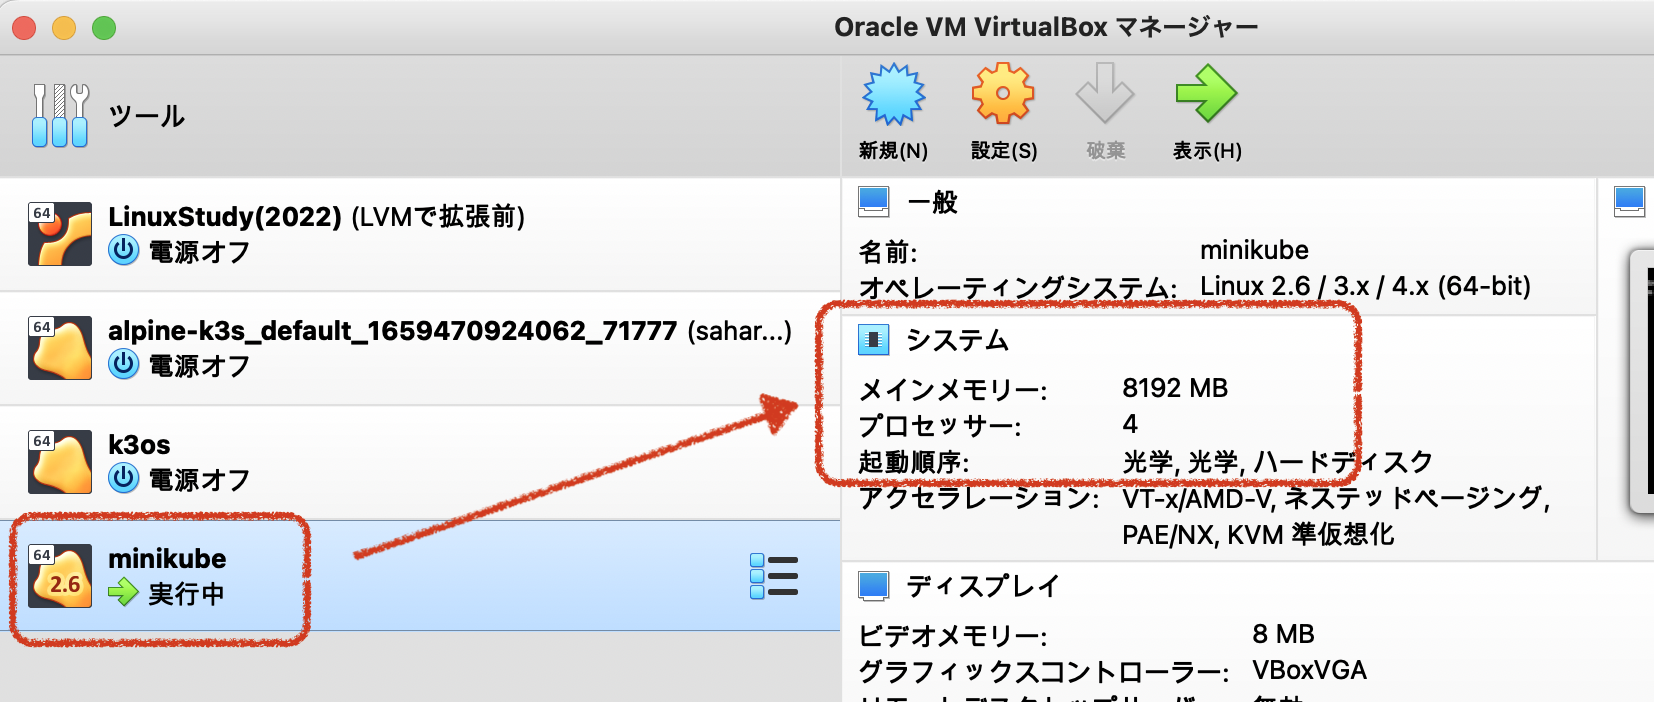 Oracle VM VirtualBox マネージャー
ツール
新規(N)
設定(S)
破棄
表示(H)
64
LinuxStudy(2022) (LVMで拡張前)
電源オフ
64
alpine-k3s_default_1659470924062_71777 (sahar...)
電源オフ
64
k3os
電源オフ
64
2.6
minikube
実行中
一般
名前: minikube
オペレーティングシステム: Linux 2.6 / 3.x / 4.x (64-bit)
システム
メインメモリー: 8192 MB
プロセッサー: 4
起動順序: 光学, 光学, ハードディスク
アクセラレーション: VT-x/AMD-V, ネステッドページング,
PAE/NX, KVM 準仮想化
ディスプレイ
ビデオメモリー: 8 MB
グラフィックスコントローラー: VBoxVGA